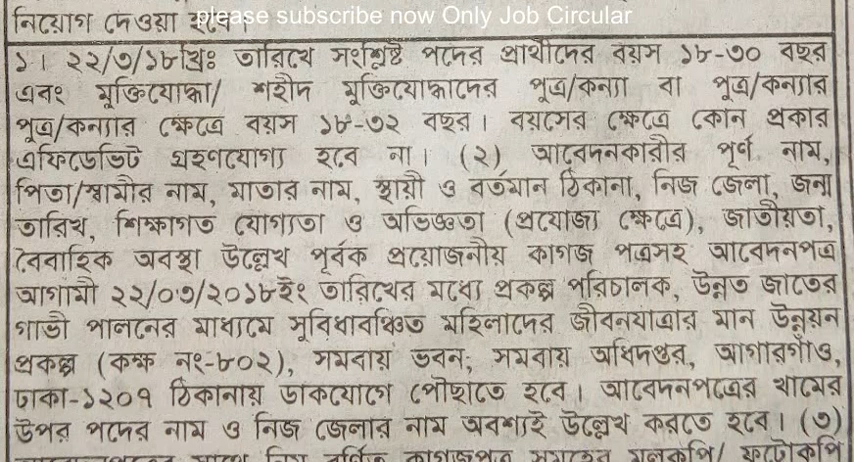 নিয়োগ দেওয়া হবে।
please subscribe now Only Job Circular
১। ২২/৩/১৮খ্রিঃ তারিখে সংশ্লিষ্ট পদের প্রার্থীদের বয়স ১৮-৩০ বছর
এবং মুক্তিযোদ্ধা/ শহীদ মুক্তিযোদ্ধাদের পুত্র/কন্যা বা পুত্র/কন্যার
পুত্র/কন্যার ক্ষেত্রে বয়স ১৮-৩২ বছর। বয়সের ক্ষেত্রে কোন প্রকার
এফিডেভিট গ্রহণযোগ্য হবে না। (২) আবেদনকারীর পূর্ণ নাম,
পিতা/স্বামীর নাম, মাতার নাম, স্থায়ী ও বর্তমান ঠিকানা, নিজ জেলা, জন্ম
তারিখ, শিক্ষাগত যোগ্যতা ও অভিজ্ঞতা (প্রযোজ্য ক্ষেত্রে), জাতীয়তা,
বৈবাহিক অবস্থা উল্লেখ পূর্বক প্রয়োজনীয় কাগজ পত্রসহ আবেদনপত্র
আগামী ২২/০৩/২০১৮ইং তারিখের মধ্যে প্রকল্প পরিচালক, উন্নত জাতের
গাভী পালনের মাধ্যমে সুবিধাবঞ্চিত মহিলাদের জীবনযাত্রার মান উন্নয়ন
প্রকল্প (কক্ষ নং-৮০২), সমবায় ভবন, সমবায় অধিদপ্তর, আগারগাঁও,
ঢাকা-১২০৭ ঠিকানায় ডাকযোগে পৌছাতে হবে। আবেদনপত্রের খামের
উপর পদের নাম ও নিজ জেলার নাম অবশ্যই উল্লেখ করতে হবে। (৩)
কাগজপত্র মূলকপি/ ফটোকপি